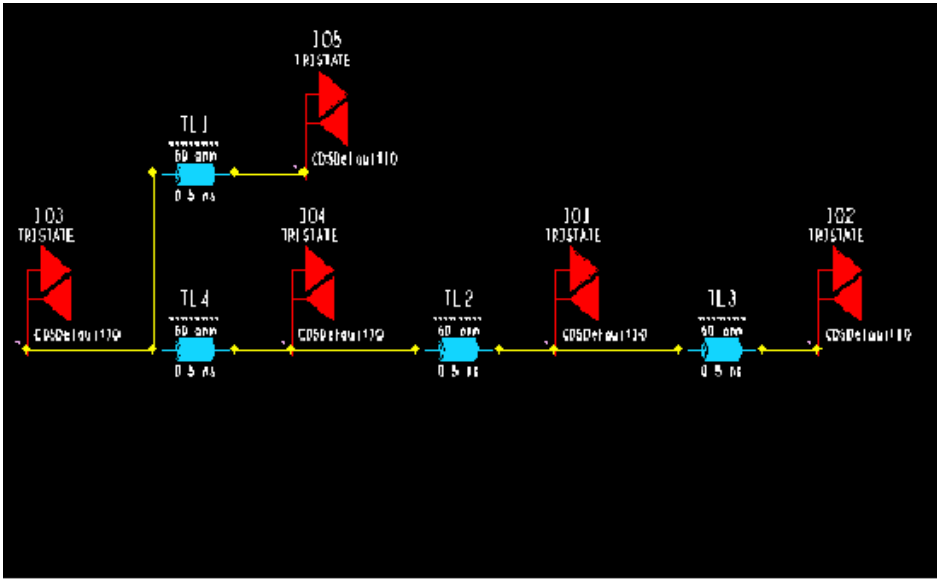 IO5
TRISTATE
TL1
60 ohm
CDSDefaultIO
0.5 ns
IO3
TRISTATE
IO4
TRISTATE
IO1
TRISTATE
IO2
TRISTATE
TL4
TL2
TL3
60 ohm
CDSDefaultIO
60 ohm
CDSDefaultIO
60 ohm
CDSDefaultIO
CDSDefaultIO
0.5 ns
0.5 ns
0.5 ns